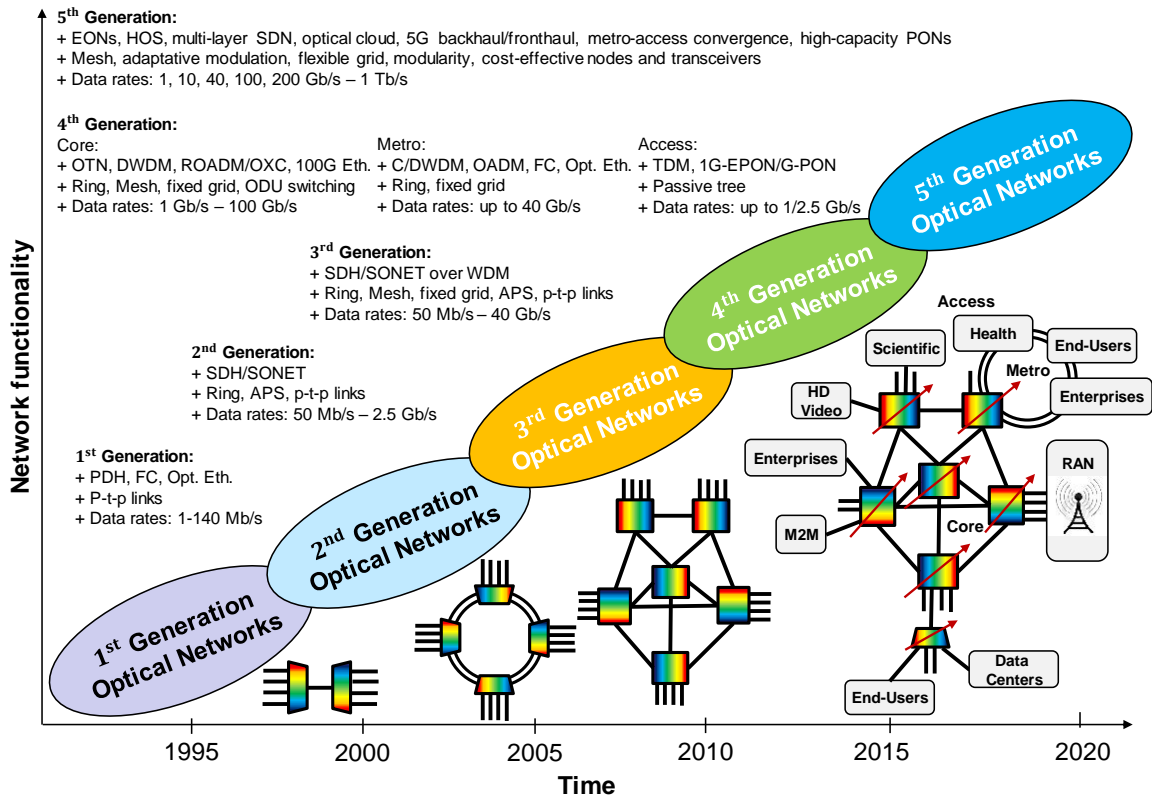 5th Generation:
+ EONs, HOS, multi-layer SDN, optical cloud, 5G backhaul/fronthaul, metro-access convergence, high-capacity PONs
+ Mesh, adaptative modulation, flexible grid, modularity, cost-effective nodes and transceivers
+ Data rates: 1, 10, 40, 100, 200 Gb/s – 1 Tb/s
4th Generation:
Core:
+ OTN, DWDM, ROADM/OXC, 100G Eth.
+ Ring, Mesh, fixed grid, ODU switching
+ Data rates: 1 Gb/s – 100 Gb/s
Metro:
+ C/DWDM, OADM, FC, Opt. Eth.
+ Ring, fixed grid
+ Data rates: up to 40 Gb/s
Access:
+ TDM, 1G-EPON/G-PON
+ Passive tree
+ Data rates: up to 1/2.5 Gb/s
3rd Generation:
+ SDH/SONET over WDM
+ Ring, Mesh, fixed grid, APS, p-t-p links
+ Data rates: 50 Mb/s – 40 Gb/s
2nd Generation:
+ SDH/SONET
+ Ring, APS, p-t-p links
+ Data rates: 50 Mb/s – 2.5 Gb/s
1st Generation:
+ PDH, FC, Opt. Eth.
+ P-t-p links
+ Data rates: 1-140 Mb/s
1st Generation
Optical Networks
2nd Generation
Optical Networks
3rd Generation
Optical Networks
4th Generation
Optical Networks
5th Generation
Optical Networks
Access
Health
Scientific
End-Users
Metro
HD
Video
Enterprises
Enterprises
RAN
M2M
Core
Data
Centers
End-Users
Network functionality
1995
2000
2005
2010
2015
2020
Time